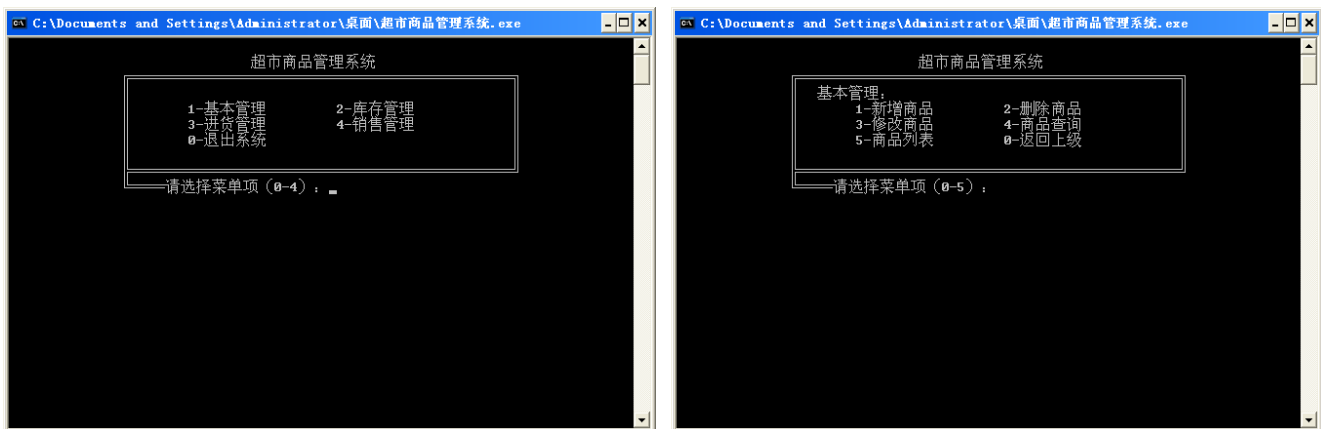 C:\Documents and Settings\Administrator\桌面\超市商品管理系统.exe
超市商品管理系统
1-基本管理 2-库存管理
3-进货管理 4-销售管理
0-退出系统
请选择菜单项（0-4）：
C:\Documents and Settings\Administrator\桌面\超市商品管理系统.exe
超市商品管理系统
基本管理：
1-新增商品 2-删除商品
3-修改商品 4-商品查询
5-商品列表 0-返回上级
请选择菜单项（0-5）：